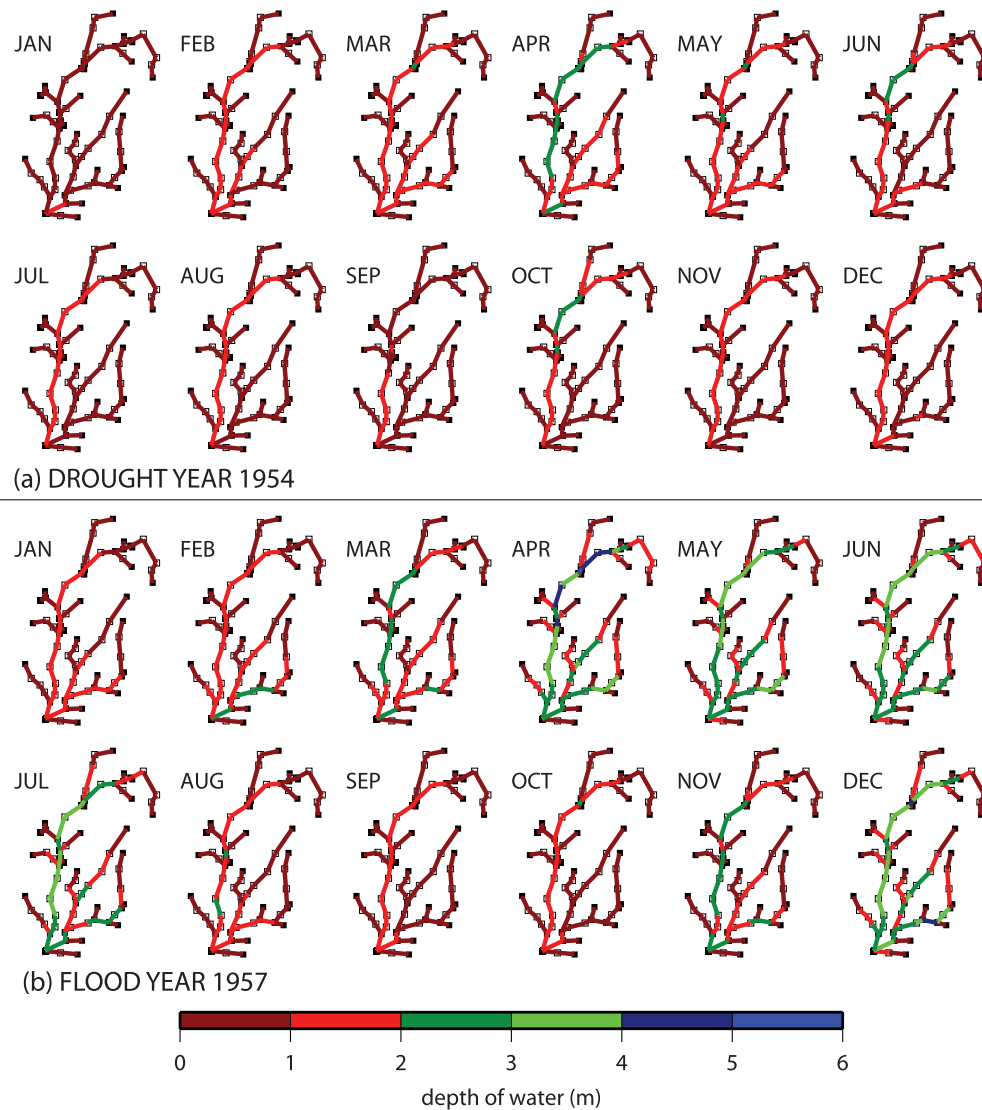 JAN FEB MAR APR MAY JUN
JUL AUG SEP OCT NOV DEC
(a) DROUGHT YEAR 1954
JAN FEB MAR APR MAY JUN
JUL AUG SEP OCT NOV DEC
(b) FLOOD YEAR 1957
0 1 2 3 4 5 6
depth of water (m)